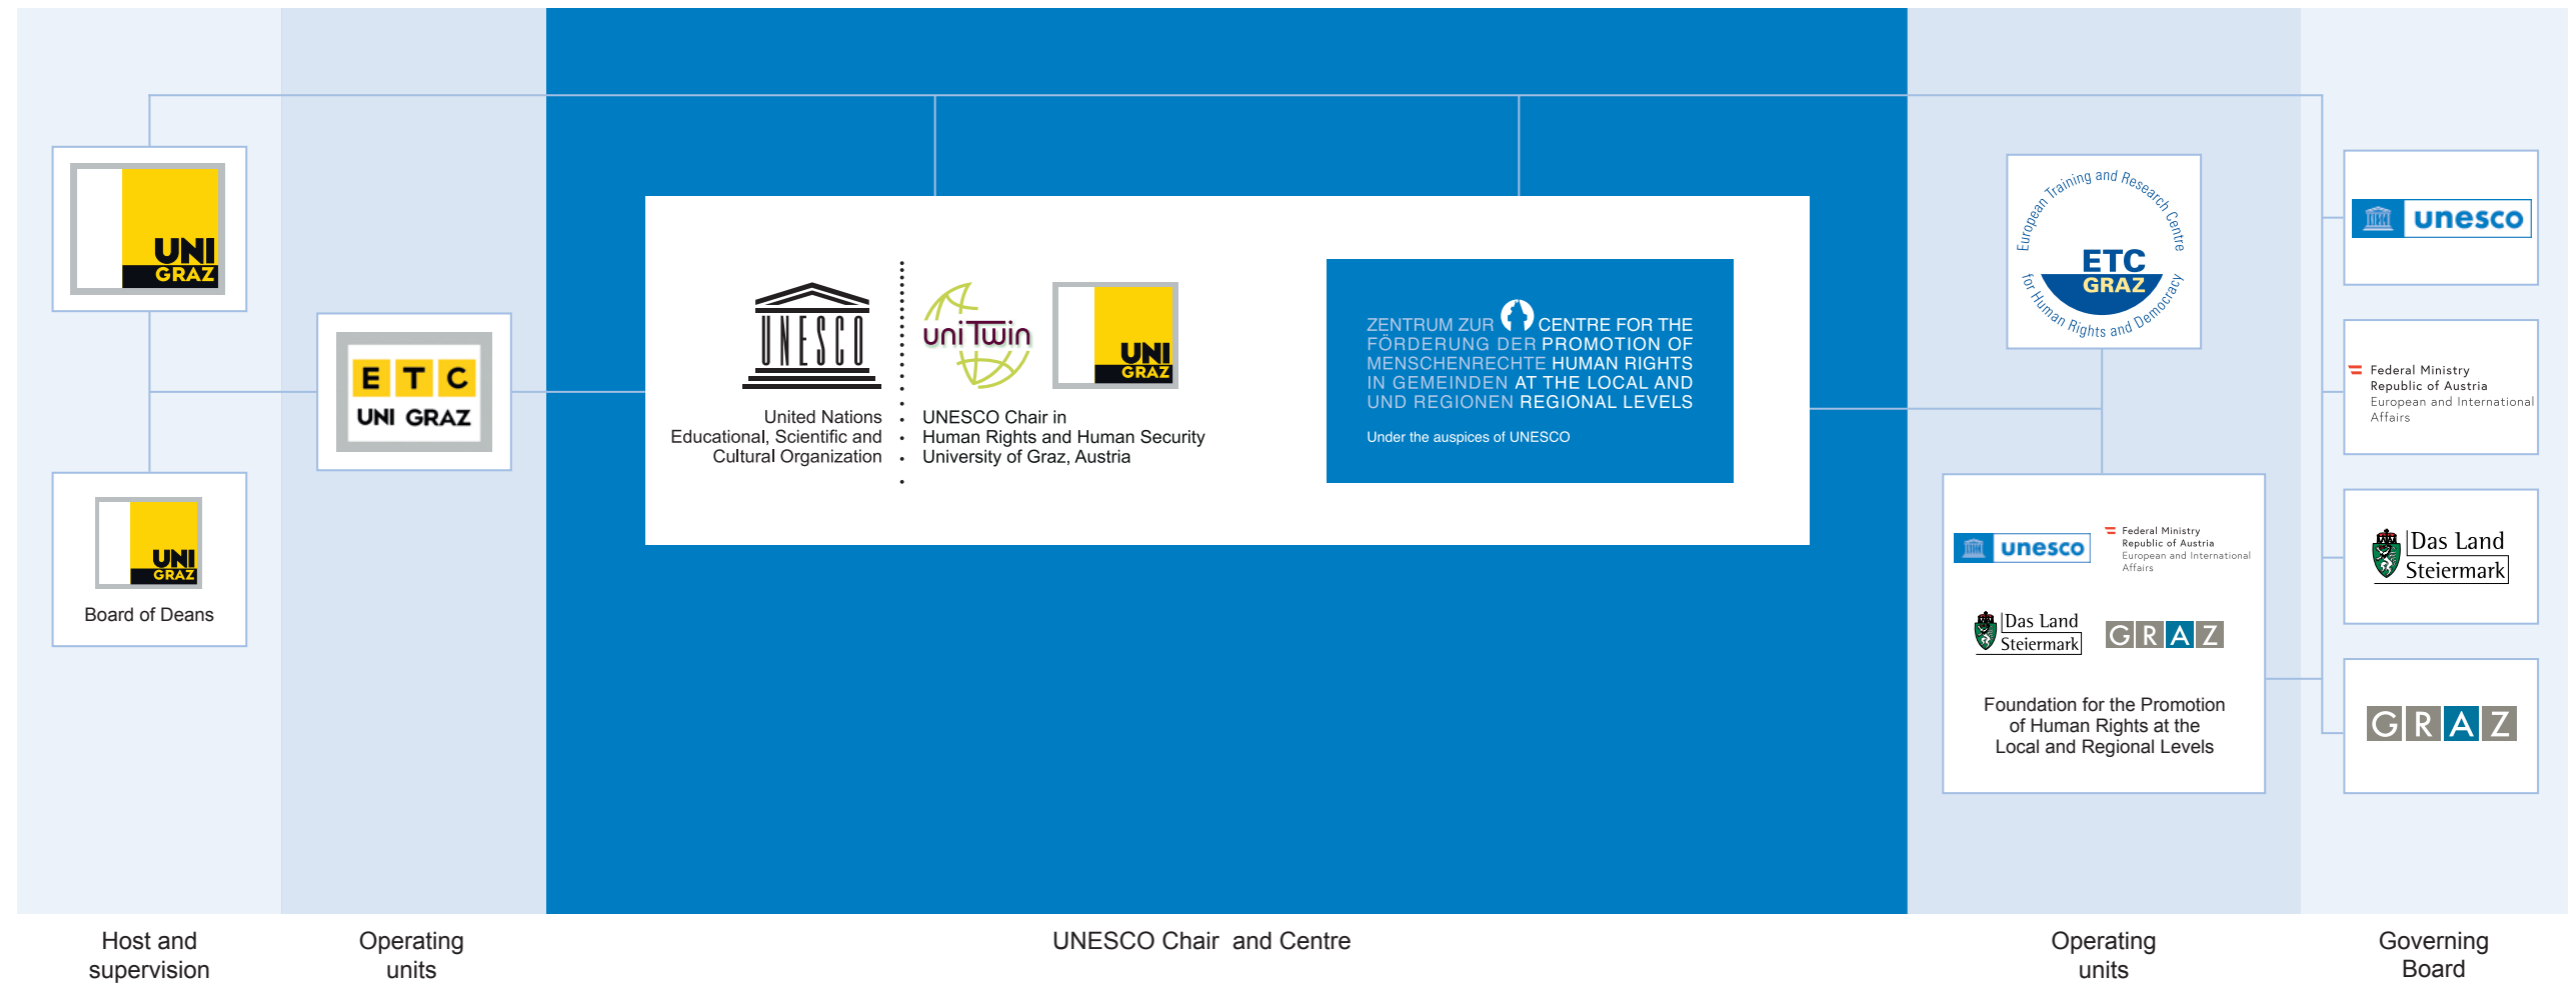 UNI
GRAZ
UNI
GRAZ
Board of Deans
E T C
UNI GRAZ
UNESCO
United Nations
Educational, Scientific and
Cultural Organization
uniTwin
UNI
GRAZ
UNESCO Chair in
Human Rights and Human Security
University of Graz, Austria
ZENTRUM ZUR CENTRE FOR THE
FÖRDERUNG DER PROMOTION OF
MENSCHENRECHTE HUMAN RIGHTS
IN GEMEINDEN AT THE LOCAL AND
UND REGIONEN REGIONAL LEVELS
Under the auspices of UNESCO
European Training and Research Centre
for Human Rights and Democracy
ETC
GRAZ
unesco
Federal Ministry
Republic of Austria
European and International
Affairs
Das Land
Steiermark
GRAZ
Foundation for the Promotion
of Human Rights at the
Local and Regional Levels
unesco
Federal Ministry
Republic of Austria
European and International
Affairs
Das Land
Steiermark
GRAZ
Host and
supervision
Operating
units
UNESCO Chair and Centre
Operating
units
Governing
Board